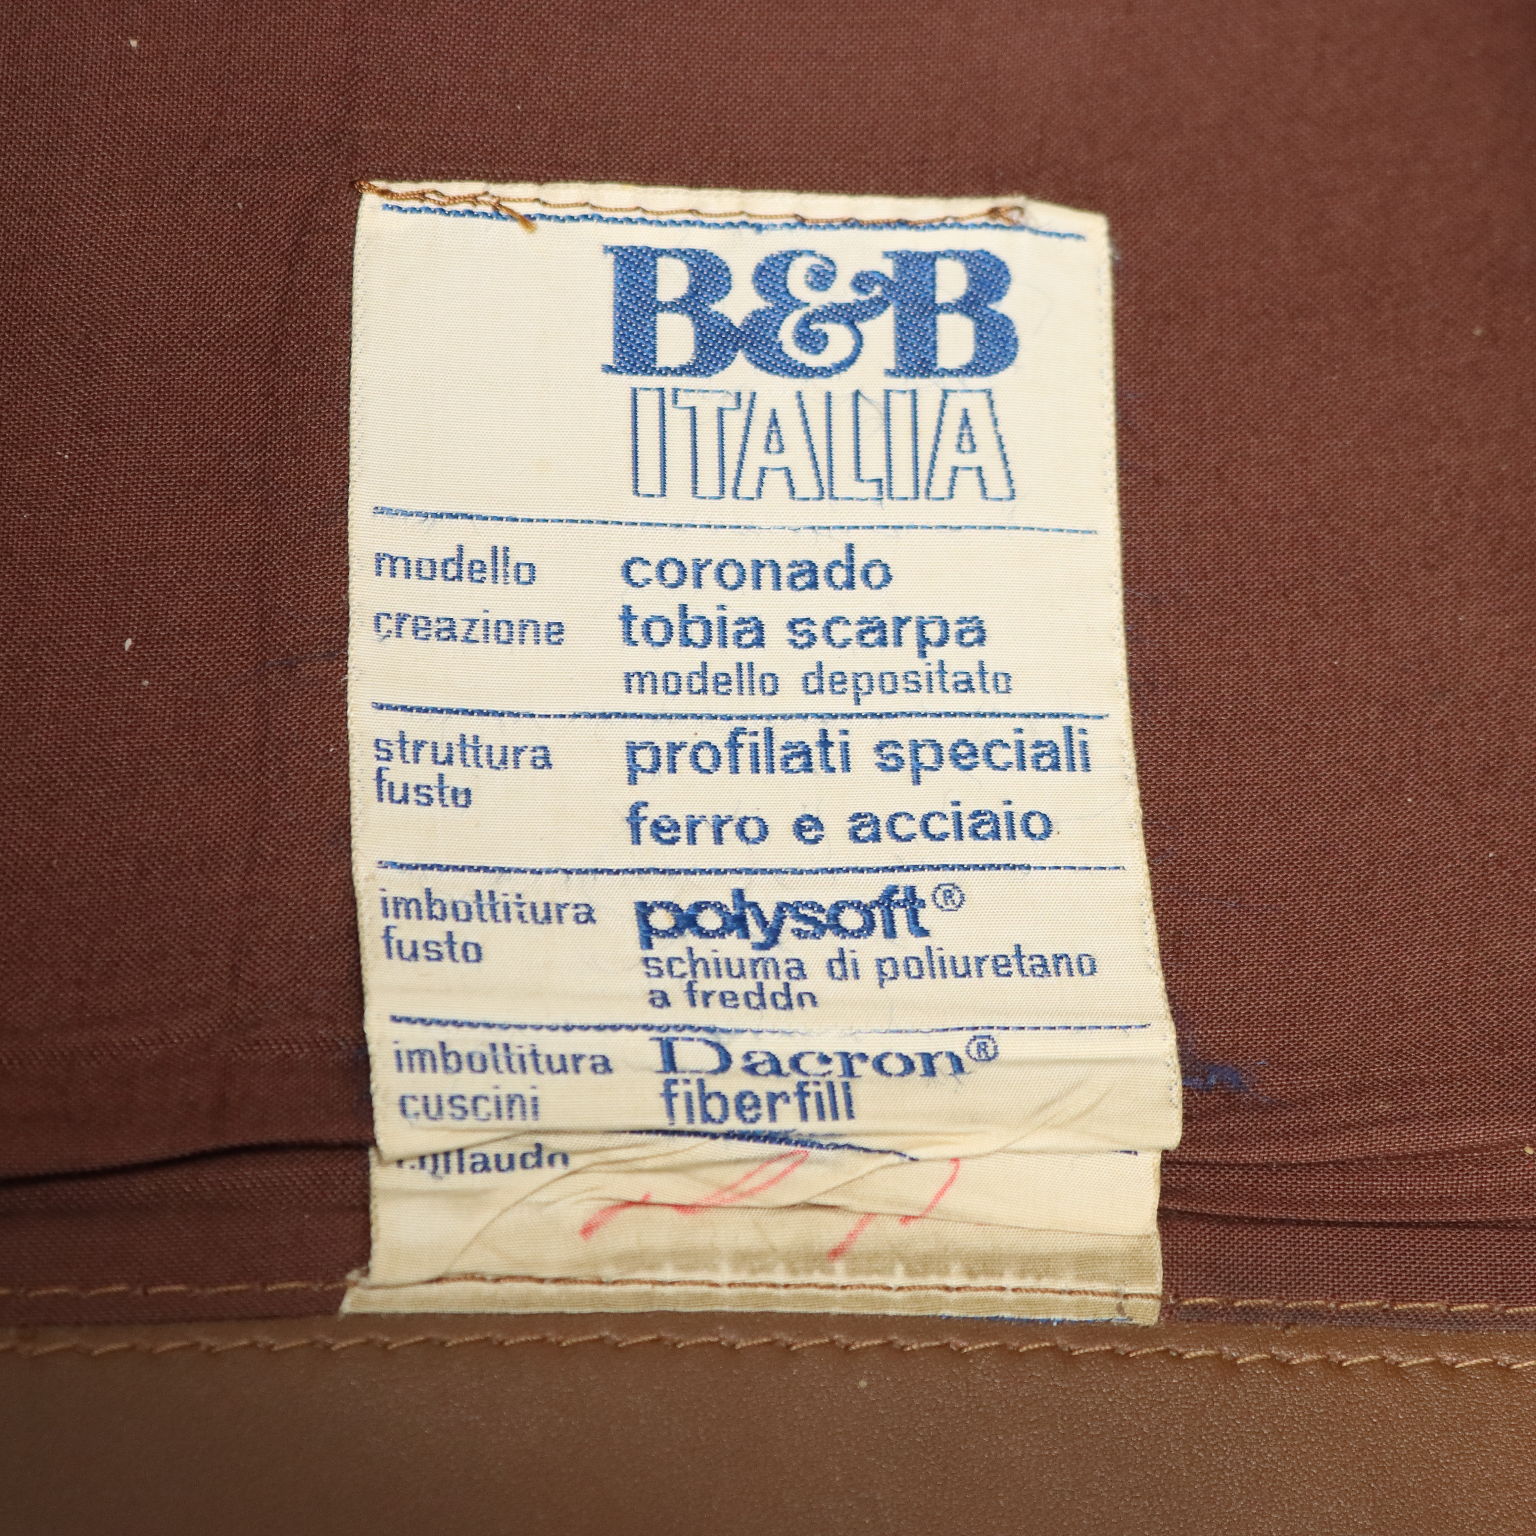 B&B
ITALIA
modello coronado
creazione tobia scarpa
modello depositato
struttura fusto profilati speciali
ferro e acciaio
imbottitura fusto polysoft®
schiuma di poliuretano
a freddo
imbottitura Dacron®
cuscini fiberfill
collaudo